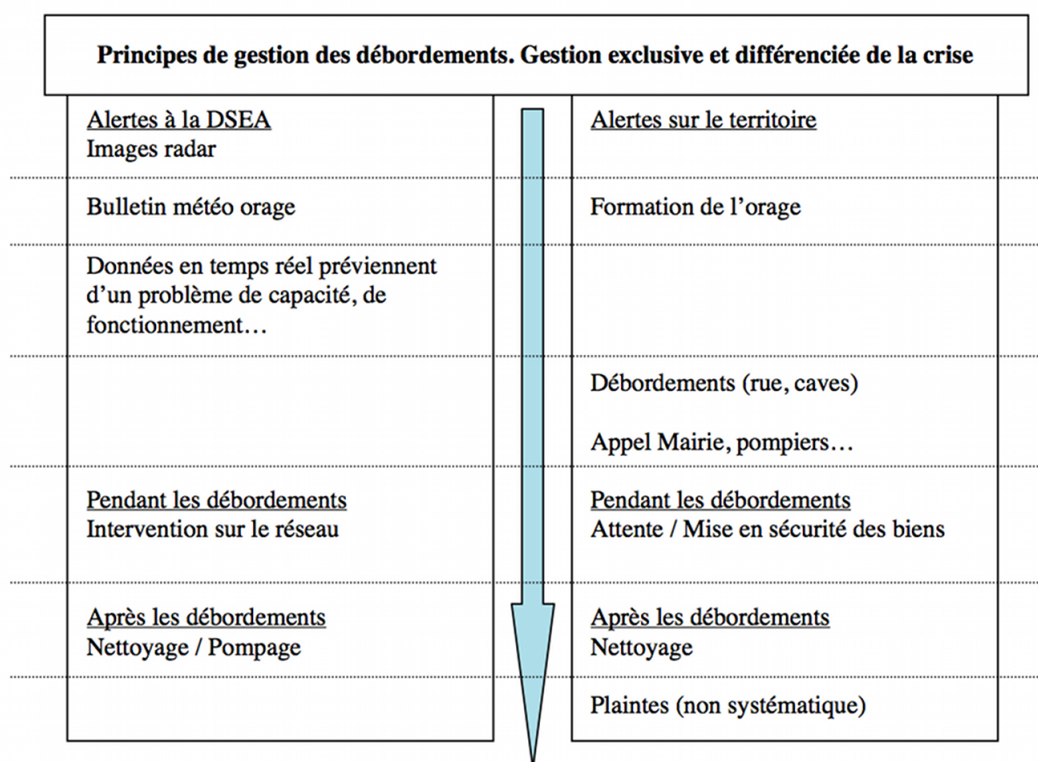 Principes de gestion des débordements. Gestion exclusive et différenciée de la crise
Alertes à la DSEA
Images radar
Alertes sur le territoire
Bulletin météo orage
Formation de l’orage
Données en temps réel préviennent
d’un problème de capacité, de
fonctionnement…
Débordements (rue, caves)
Appel Mairie, pompiers…
Pendant les débordements
Intervention sur le réseau
Pendant les débordements
Attente / Mise en sécurité des biens
Après les débordements
Nettoyage / Pompage
Après les débordements
Nettoyage
Plaintes (non systématique)